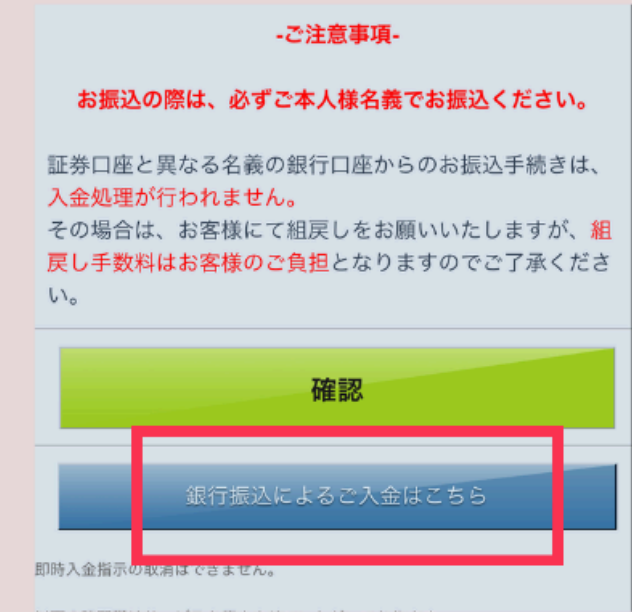 -ご注意事項-
お振込の際は、必ずご本人様名義でお振込ください。
証券口座と異なる名義の銀行口座からのお振込手続きは、
入金処理が行われません。
その場合は、お客様にて組戻しをお願いいたしますが、組
戻し手数料はお客様のご負担となりますのでご了承くださ
い。
確認
銀行振込によるご入金はこちら
即時入金指示の取消はできません。